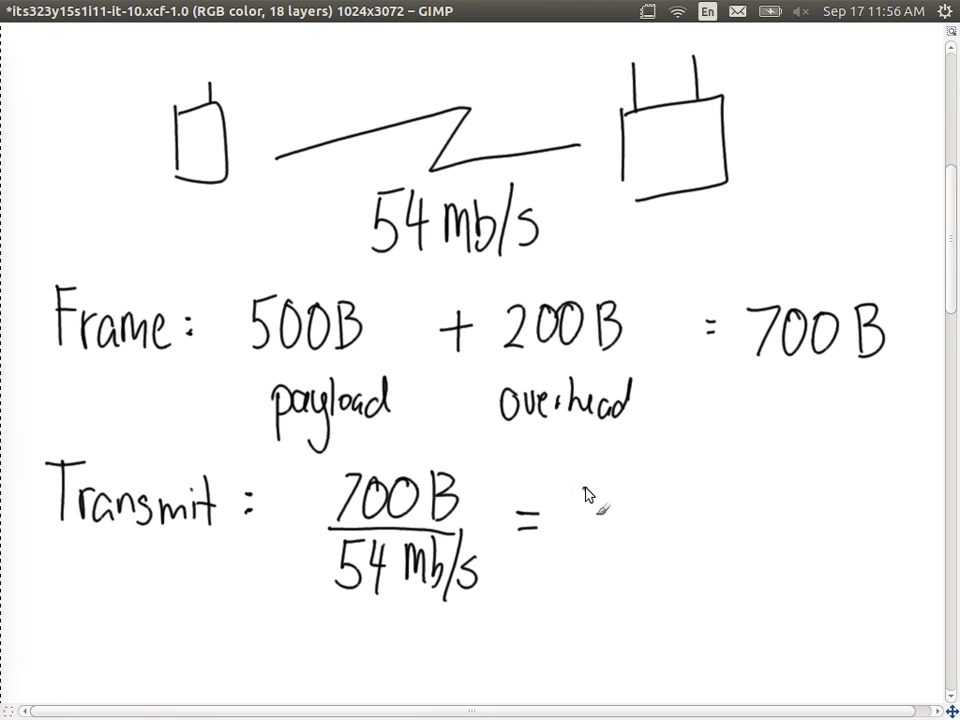 *its323y15s1i11-it-10.xcf-1.0 (RGB color, 18 layers) 1024x3072 – GIMP En Sep 17 11:56 AM
54 mb/s
Frame: 500B + 200B = 700B
payload overhead
Transmit: 700B =
54 mb/s